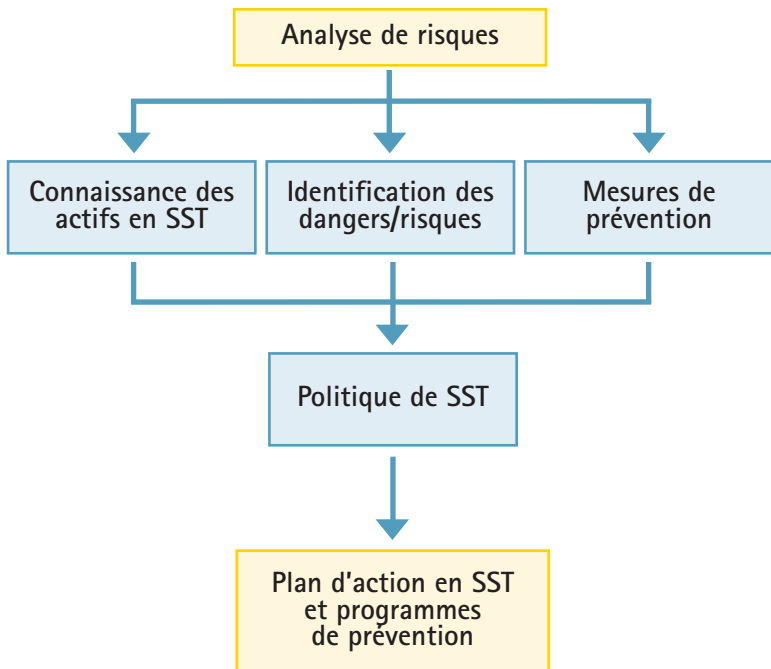 Analyse de risques
Connaissance des
actifs en SST
Identification des
dangers/risques
Mesures de
prévention
Politique de SST
Plan d'action en SST
et programmes
de prévention